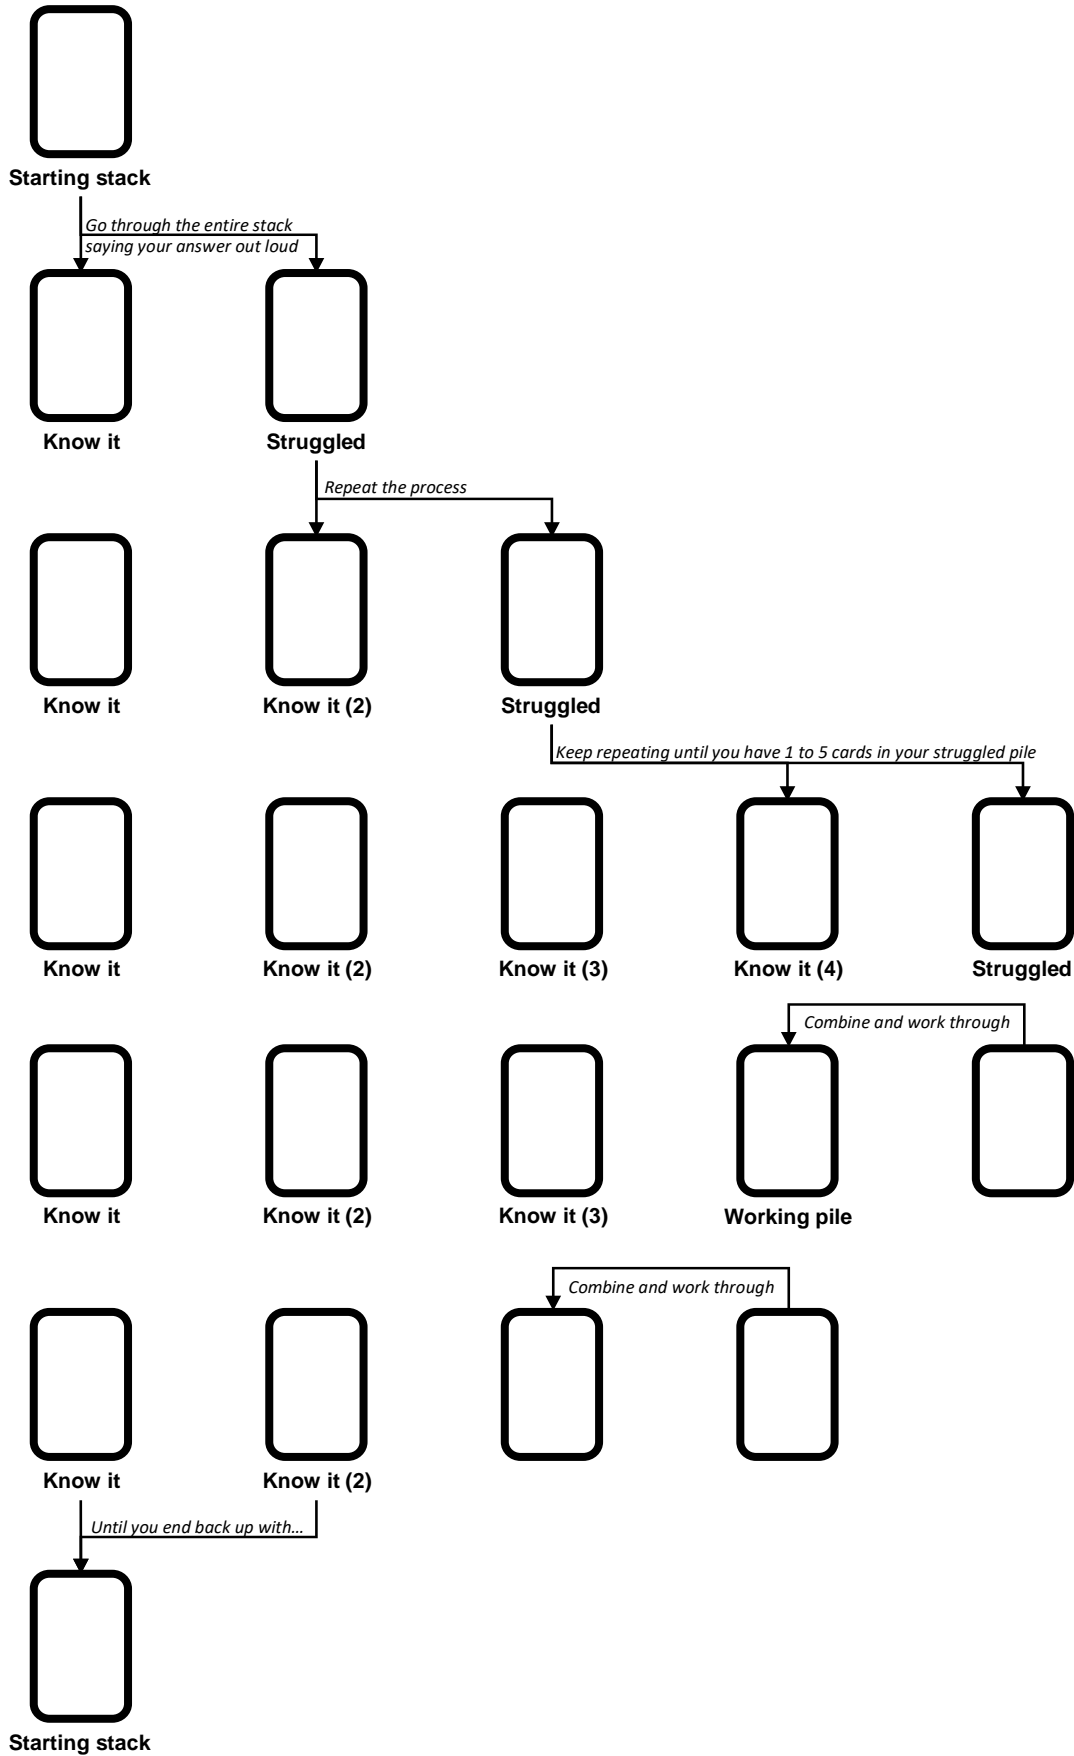 Starting stack
Go through the entire stack
saying your answer out loud
Know it
Struggled
Repeat the process
Know it
Know it (2)
Struggled
Keep repeating until you have 1 to 5 cards in your struggled pile
Know it
Know it (2)
Know it (3)
Know it (4)
Struggled
Combine and work through
Know it
Know it (2)
Know it (3)
Working pile
Combine and work through
Know it
Know it (2)
Until you end back up with...
Starting stack